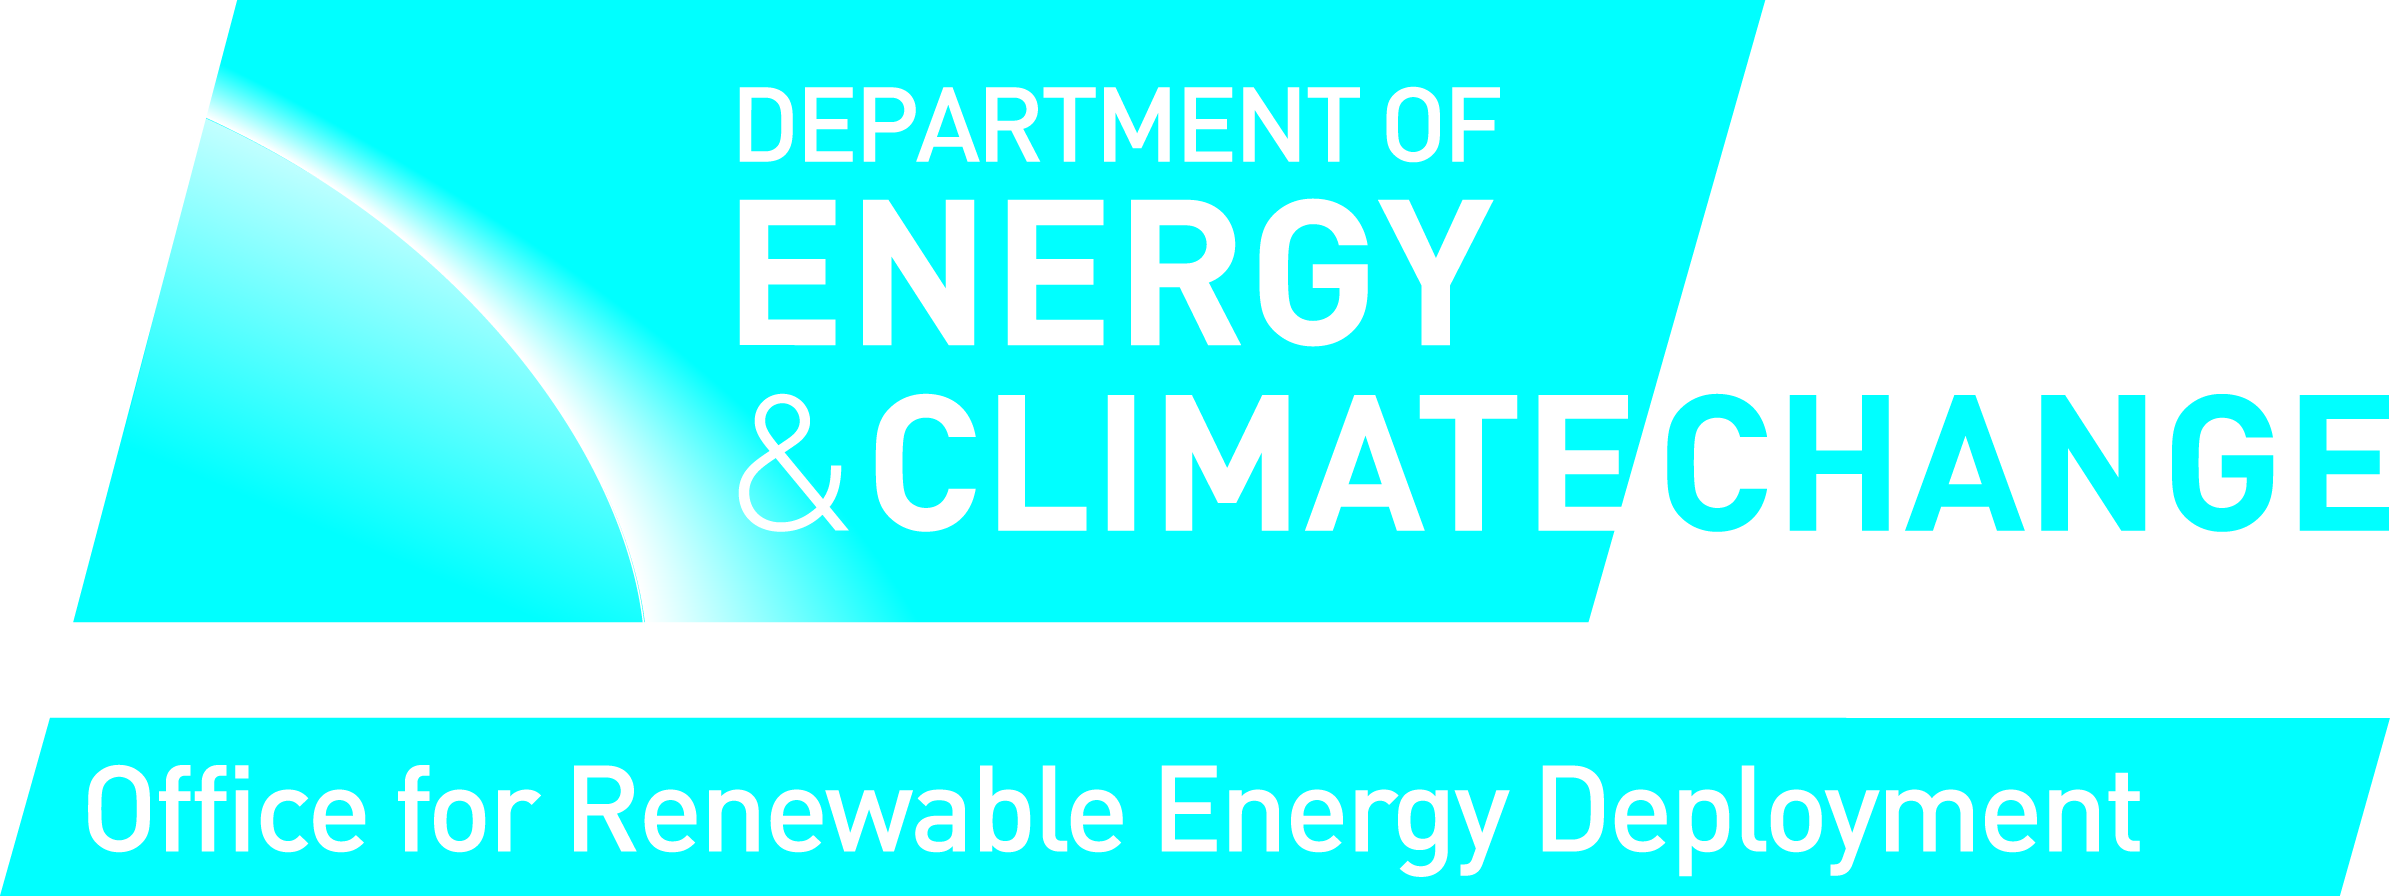 DEPARTMENT OF
ENERGY
& CLIMATE CHANGE
Office for Renewable Energy Deployment